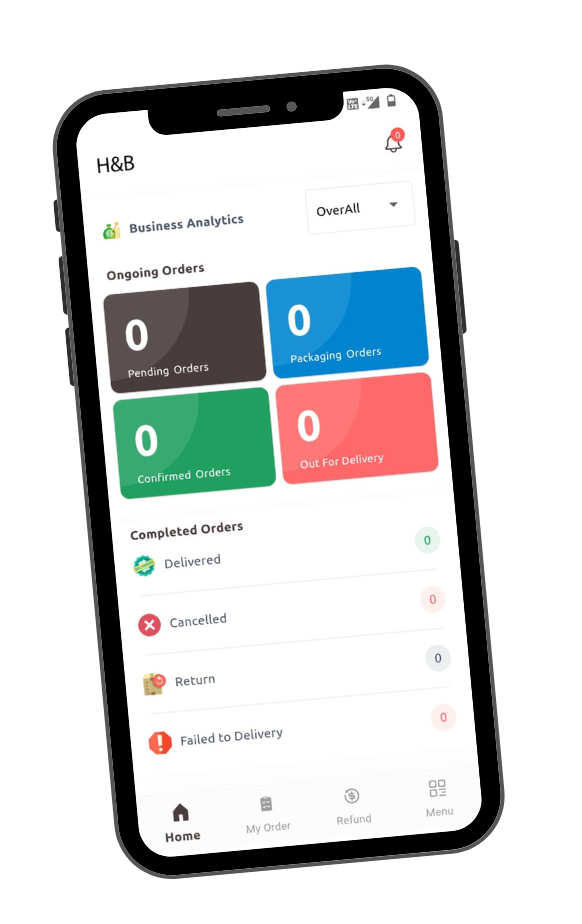 5G
0
H&B
Business Analytics
OverAll
Ongoing Orders
0
Pending Orders
0
Packaging Orders
0
Confirmed Orders
0
Out For Delivery
Completed Orders
Delivered
0
Cancelled
0
Return
0
Failed to Delivery
0
Home
My Order
Refund
Menu